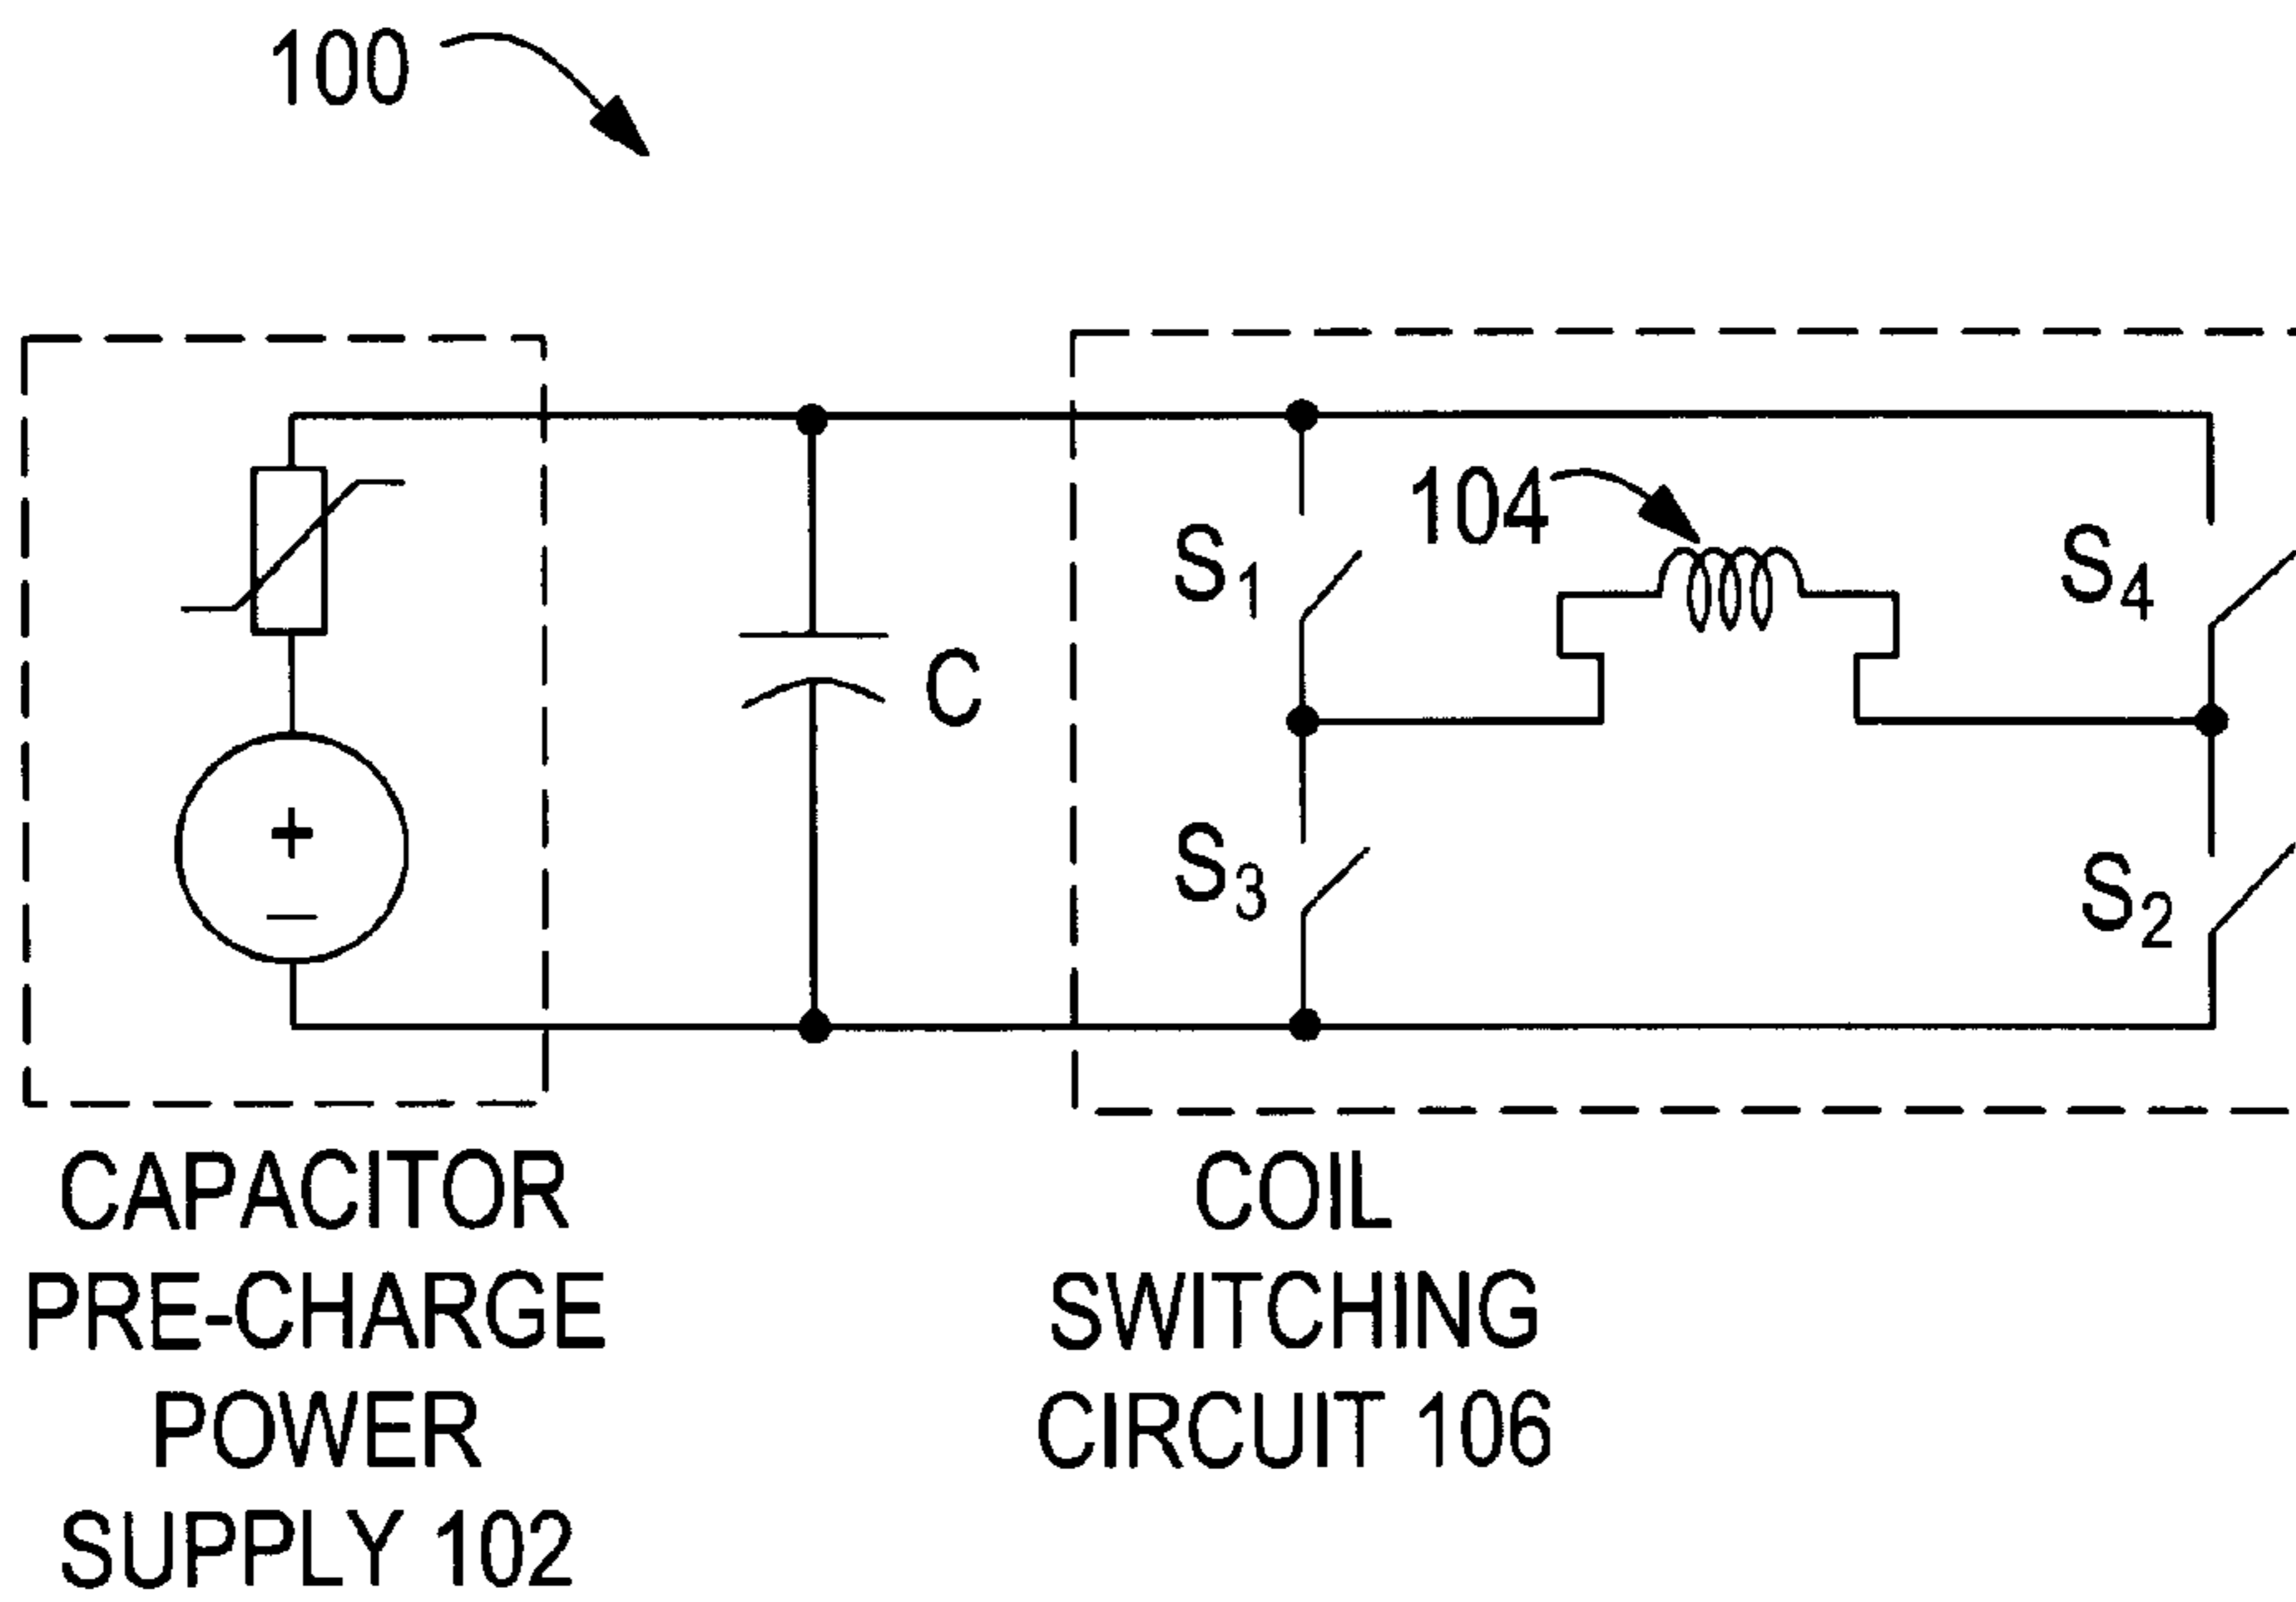 100
104
S1
S4
C
+
S3
S2
–
CAPACITOR
PRE-CHARGE
POWER
SUPPLY 102
COIL
SWITCHING
CIRCUIT 106